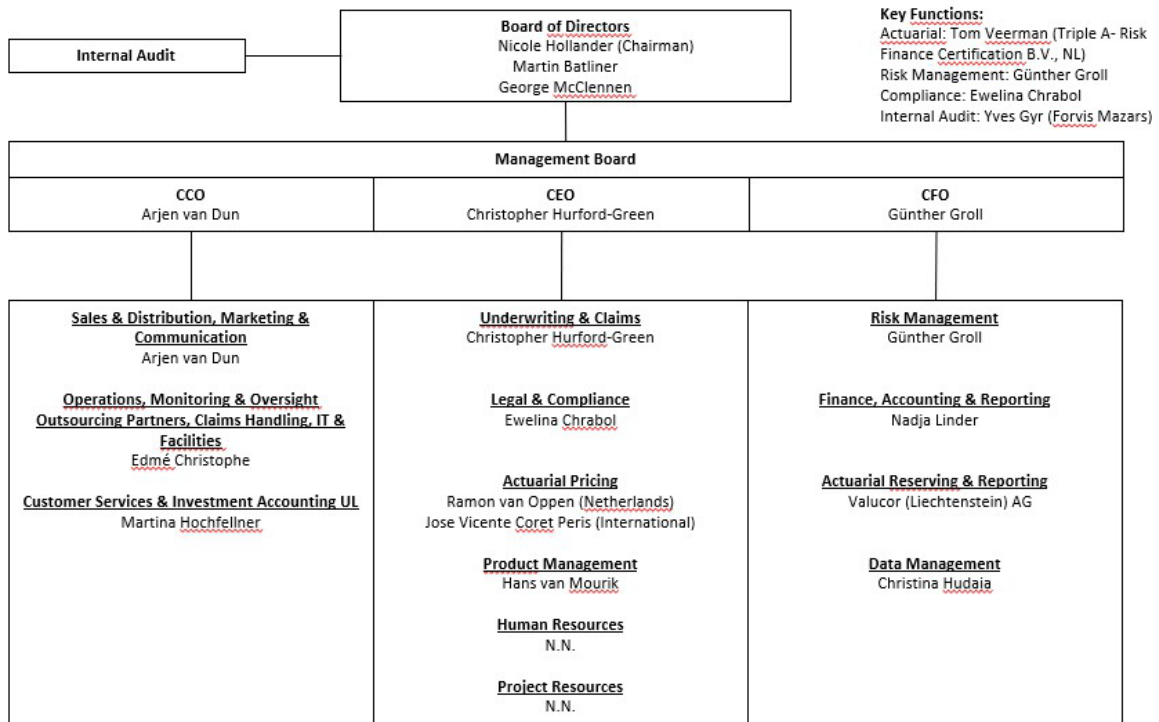 Internal Audit
Board of Directors
Nicole Hollander (Chairman)
Martin Batliner
George McClennen
Key Functions:
Actuarial: Tom Veerman (Triple A- Risk
Finance Certification B.V., NL)
Risk Management: Günther Groll
Compliance: Ewelina Chrabol
Internal Audit: Yves Gyr (Forvis Mazars)
Management Board
CCO
Arjen van Dun
CEO
Christopher Hurford-Green
CFO
Günther Groll
Sales & Distribution, Marketing &
Communication
Arjen van Dun
Operations, Monitoring & Oversight
Outsourcing Partners, Claims Handling, IT &
Facilities
Edmé Christophe
Customer Services & Investment Accounting UL
Martina Hochfellner
Underwriting & Claims
Christopher Hurford-Green
Legal & Compliance
Ewelina Chrabol
Actuarial Pricing
Ramon van Oppen (Netherlands)
Jose Vicente Coret Peris (International)
Product Management
Hans van Mourik
Human Resources
N.N.
Project Resources
N.N.
Risk Management
Günther Groll
Finance, Accounting & Reporting
Nadja Linder
Actuarial Reserving & Reporting
Valucor (Liechtenstein) AG
Data Management
Christina Hudaja